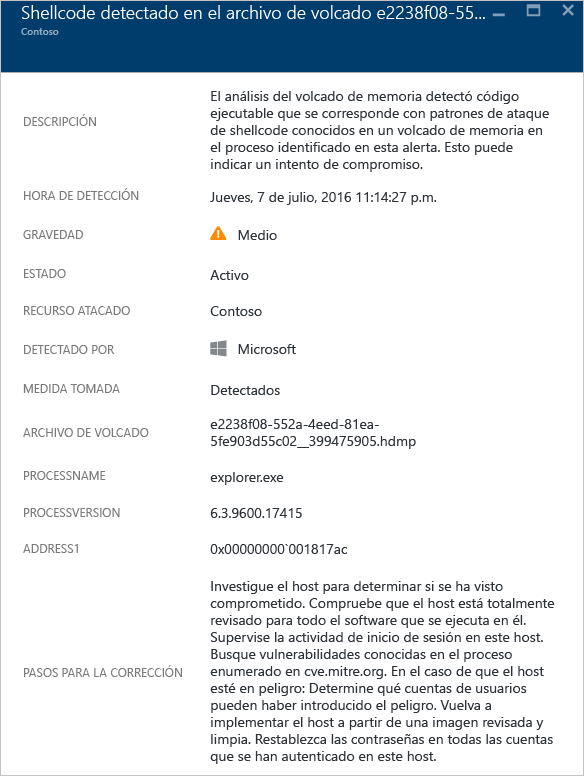 Shellcode detectado en el archivo de volcado e2238f08-55...
Contoso
DESCRIPCIÓN
El análisis del volcado de memoria detectó código
ejecutable que se corresponde con patrones de ataque
de shellcode conocidos en un volcado de memoria en
el proceso identificado en esta alerta. Esto puede
indicar un intento de compromiso.
HORA DE DETECCIÓN
Jueves, 7 de julio, 2016 11:14:27 p.m.
GRAVEDAD
Medio
ESTADO
Activo
RECURSO ATACADO
Contoso
DETECTADO POR
Microsoft
MEDIDA TOMADA
Detectados
ARCHIVO DE VOLCADO
e2238f08-552a-4eed-81ea-
5fe903d55c02__399475905.hdmp
PROCESSNAME
explorer.exe
PROCESSVERSION
6.3.9600.17415
ADDRESS1
0x00000000`001817ac
PASOS PARA LA CORRECCIÓN
Investigue el host para determinar si se ha visto
comprometido. Compruebe que el host está totalmente
revisado para todo el software que se ejecuta en él.
Supervise la actividad de inicio de sesión en este host.
Busque vulnerabilidades conocidas en el proceso
enumerado en cve.mitre.org. En el caso de que el host
esté en peligro: Determine qué cuentas de usuarios
pueden haber introducido el peligro. Vuelva a
implementar el host a partir de una imagen revisada y
limpia. Restablezca las contraseñas en todas las cuentas
que se han autenticado en este host.